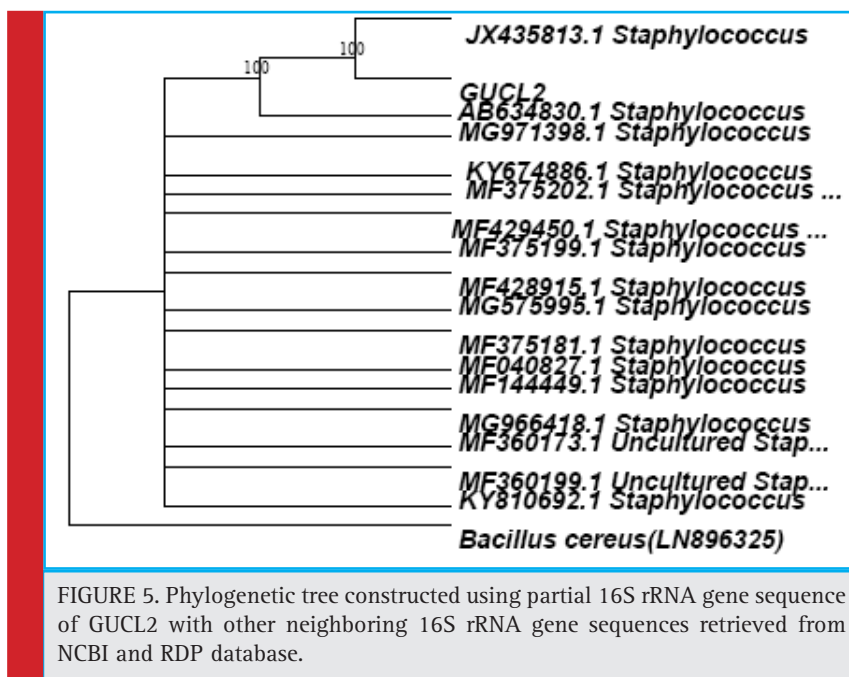 JX435813.1 Staphylococcus
100
100
GUCL2
AB634830.1 Staphylococcus
MG971398.1 Staphylococcus
KY674886.1 Staphylococcus
MF375202.1 Staphylococcus ...
MF429450.1 Staphylococcus ...
MF375199.1 Staphylococcus
MF428915.1 Staphylococcus
MG575995.1 Staphylococcus
MF375181.1 Staphylococcus
MF040827.1 Staphylococcus
MF144449.1 Staphylococcus
MG966418.1 Staphylococcus
MF360173.1 Uncultured Stap...
MF360199.1 Uncultured Stap...
KY810692.1 Staphylococcus
Bacillus cereus(LN896325)
FIGURE 5. Phylogenetic tree constructed using partial 16S rRNA gene sequence
of GUCL2 with other neighboring 16S rRNA gene sequences retrieved from
NCBI and RDP database.